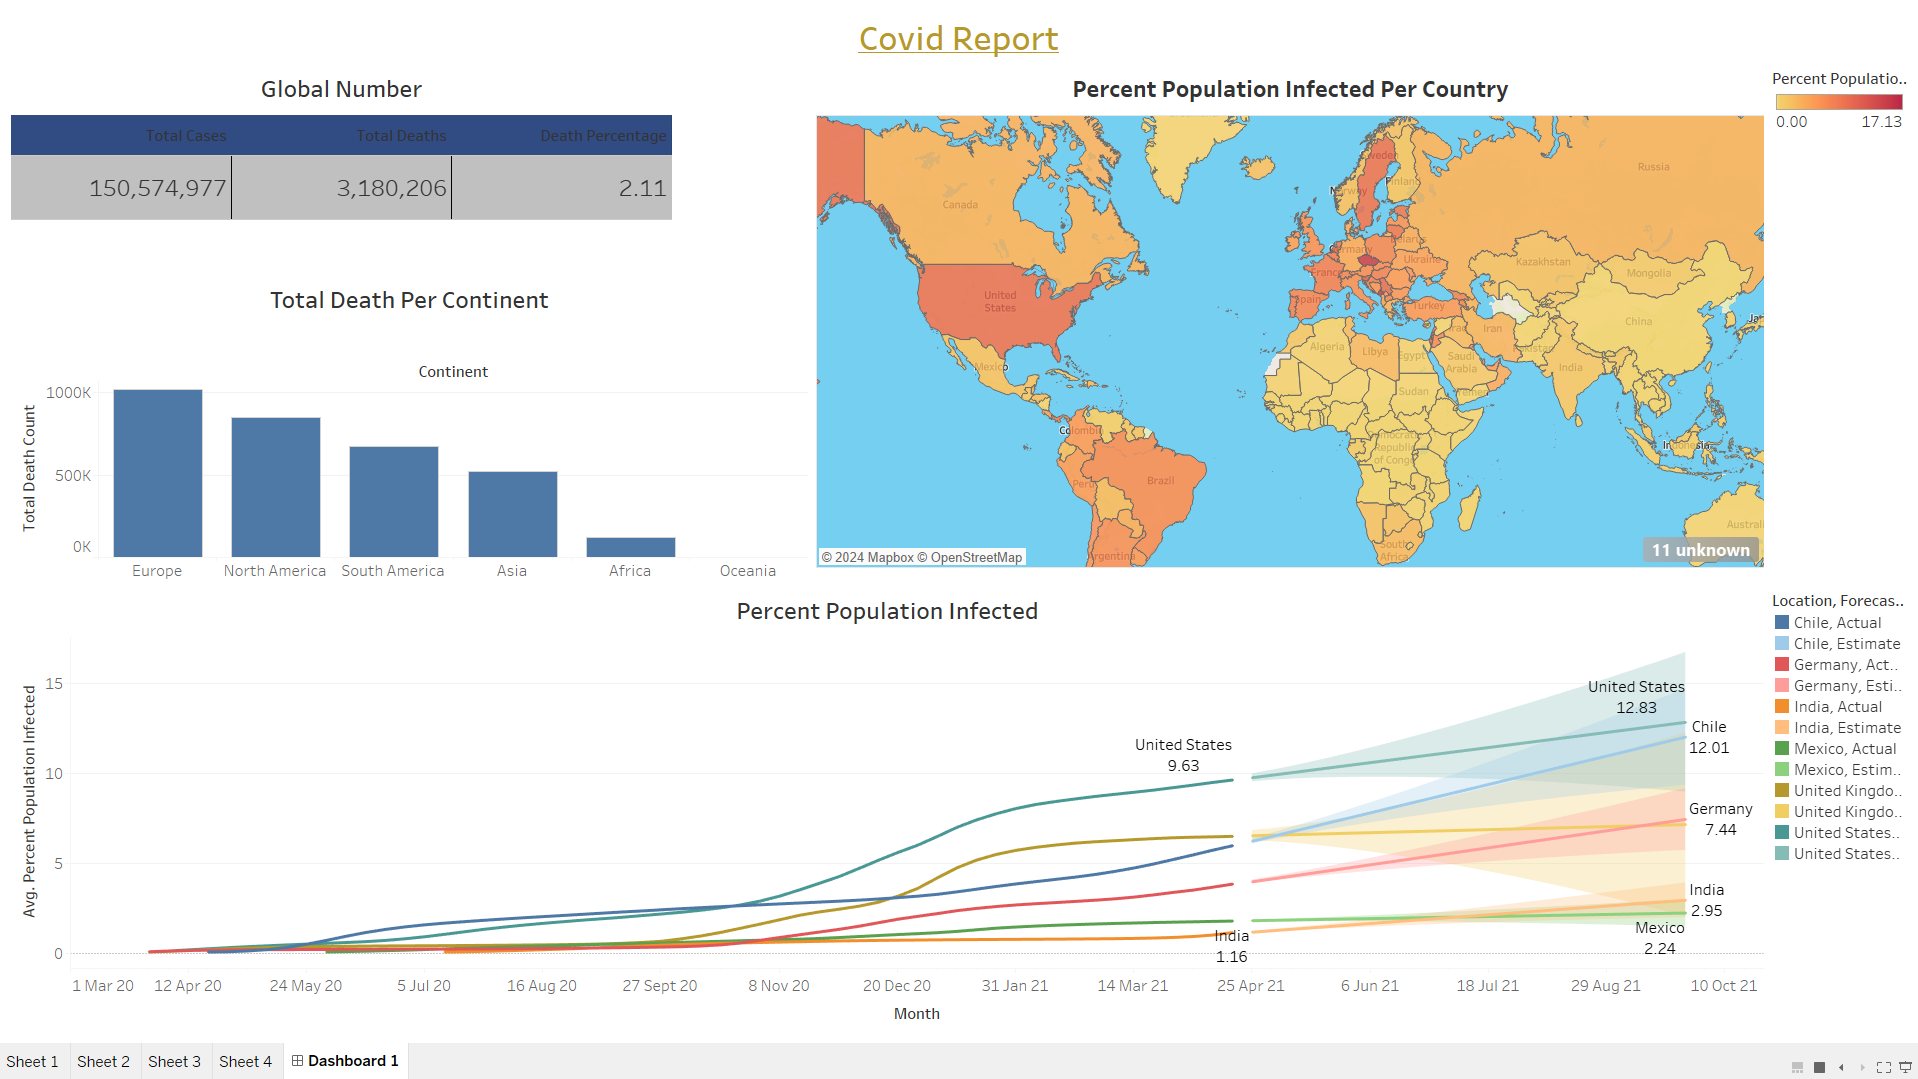 Covid Report
Global Number
Total Cases
Total Deaths
Death Percentage
150,574,977
3,180,206
2.11
Total Death Per Continent
Continent
Total Death Count
1000K
500K
0K
Europe
North America
South America
Asia
Africa
Oceania
Percent Population Infected Per Country
Canada
United
States
Mexico
Colombi
Peru
Brazil
Argentina
Norway
Finland
Russia
Belarus
Ukraine
Spain
Turkey
Kazakhstan
Mongolia
China
Iran
Algeria
Libya
Egypt
Saudi
Arabia
Sudan
Yemen
India
Indonesia
Democratic
Republic
of Congo
South
Africa
Austral
© 2024 Mapbox © OpenStreetMap
11 unknown
Percent Populatio..
0.00
17.13
Percent Population Infected
Avg. Percent Population Infected
15
10
5
0
United States
9.63
India
1.16
United States
12.83
Chile
12.01
Germany
7.44
India
2.95
Mexico
2.24
1 Mar 20
12 Apr 20
24 May 20
5 Jul 20
16 Aug 20
27 Sept 20
8 Nov 20
20 Dec 20
31 Jan 21
14 Mar 21
25 Apr 21
6 Jun 21
18 Jul 21
29 Aug 21
10 Oct 21
Month
Location, Forecas..
Chile, Actual
Chile, Estimate
Germany, Act..
Germany, Esti..
India, Actual
India, Estimate
Mexico, Actual
Mexico, Estim..
United Kingdo..
United Kingdo..
United States..
United States..
Sheet 1
Sheet 2
Sheet 3
Sheet 4
Dashboard 1